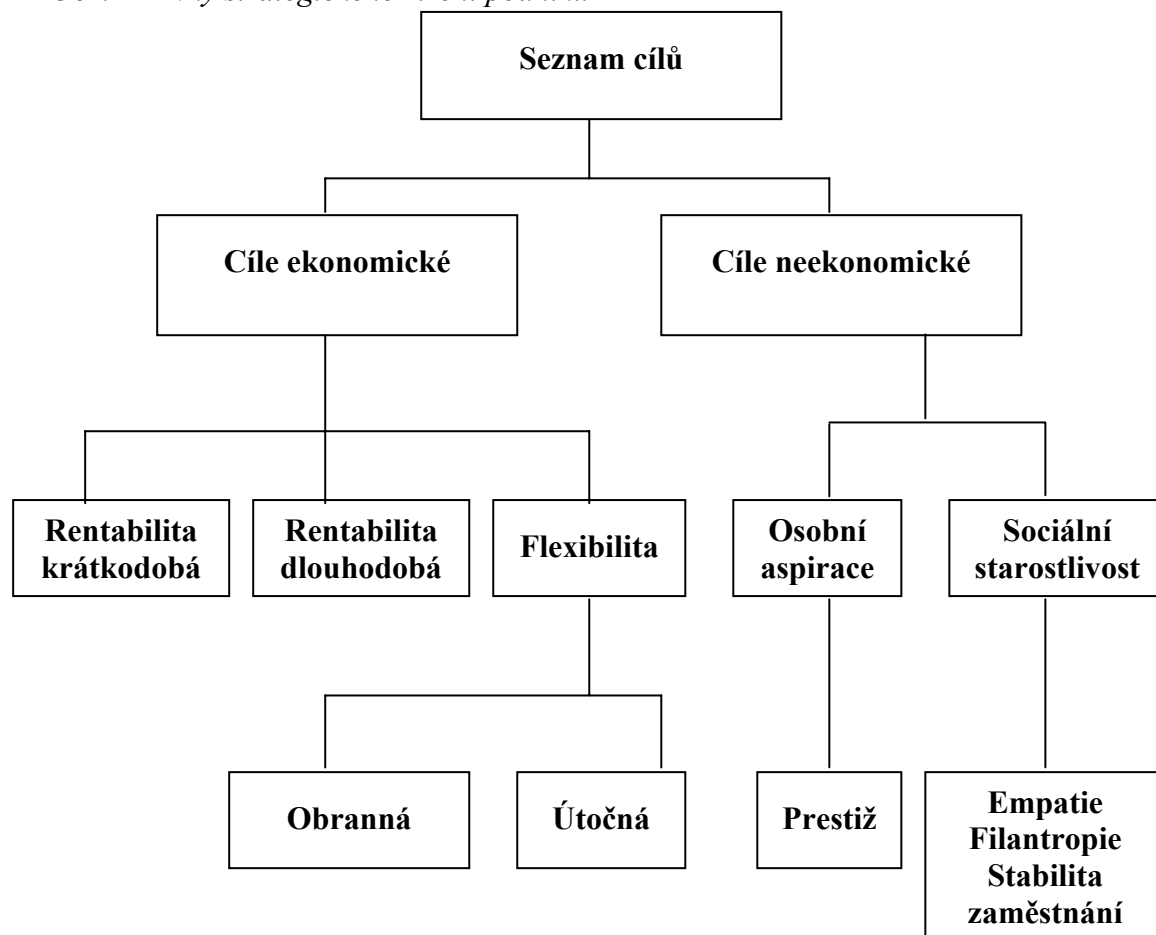 Seznam cílů
Cíle ekonomické
Cíle neekonomické
Rentabilita
krátkodobá
Rentabilita
dlouhodobá
Flexibilita
Osobní
aspirace
Sociální
starostlivost
Obranná
Útočná
Prestiž
Empatie
Filantropie
Stabilita
zaměstnání